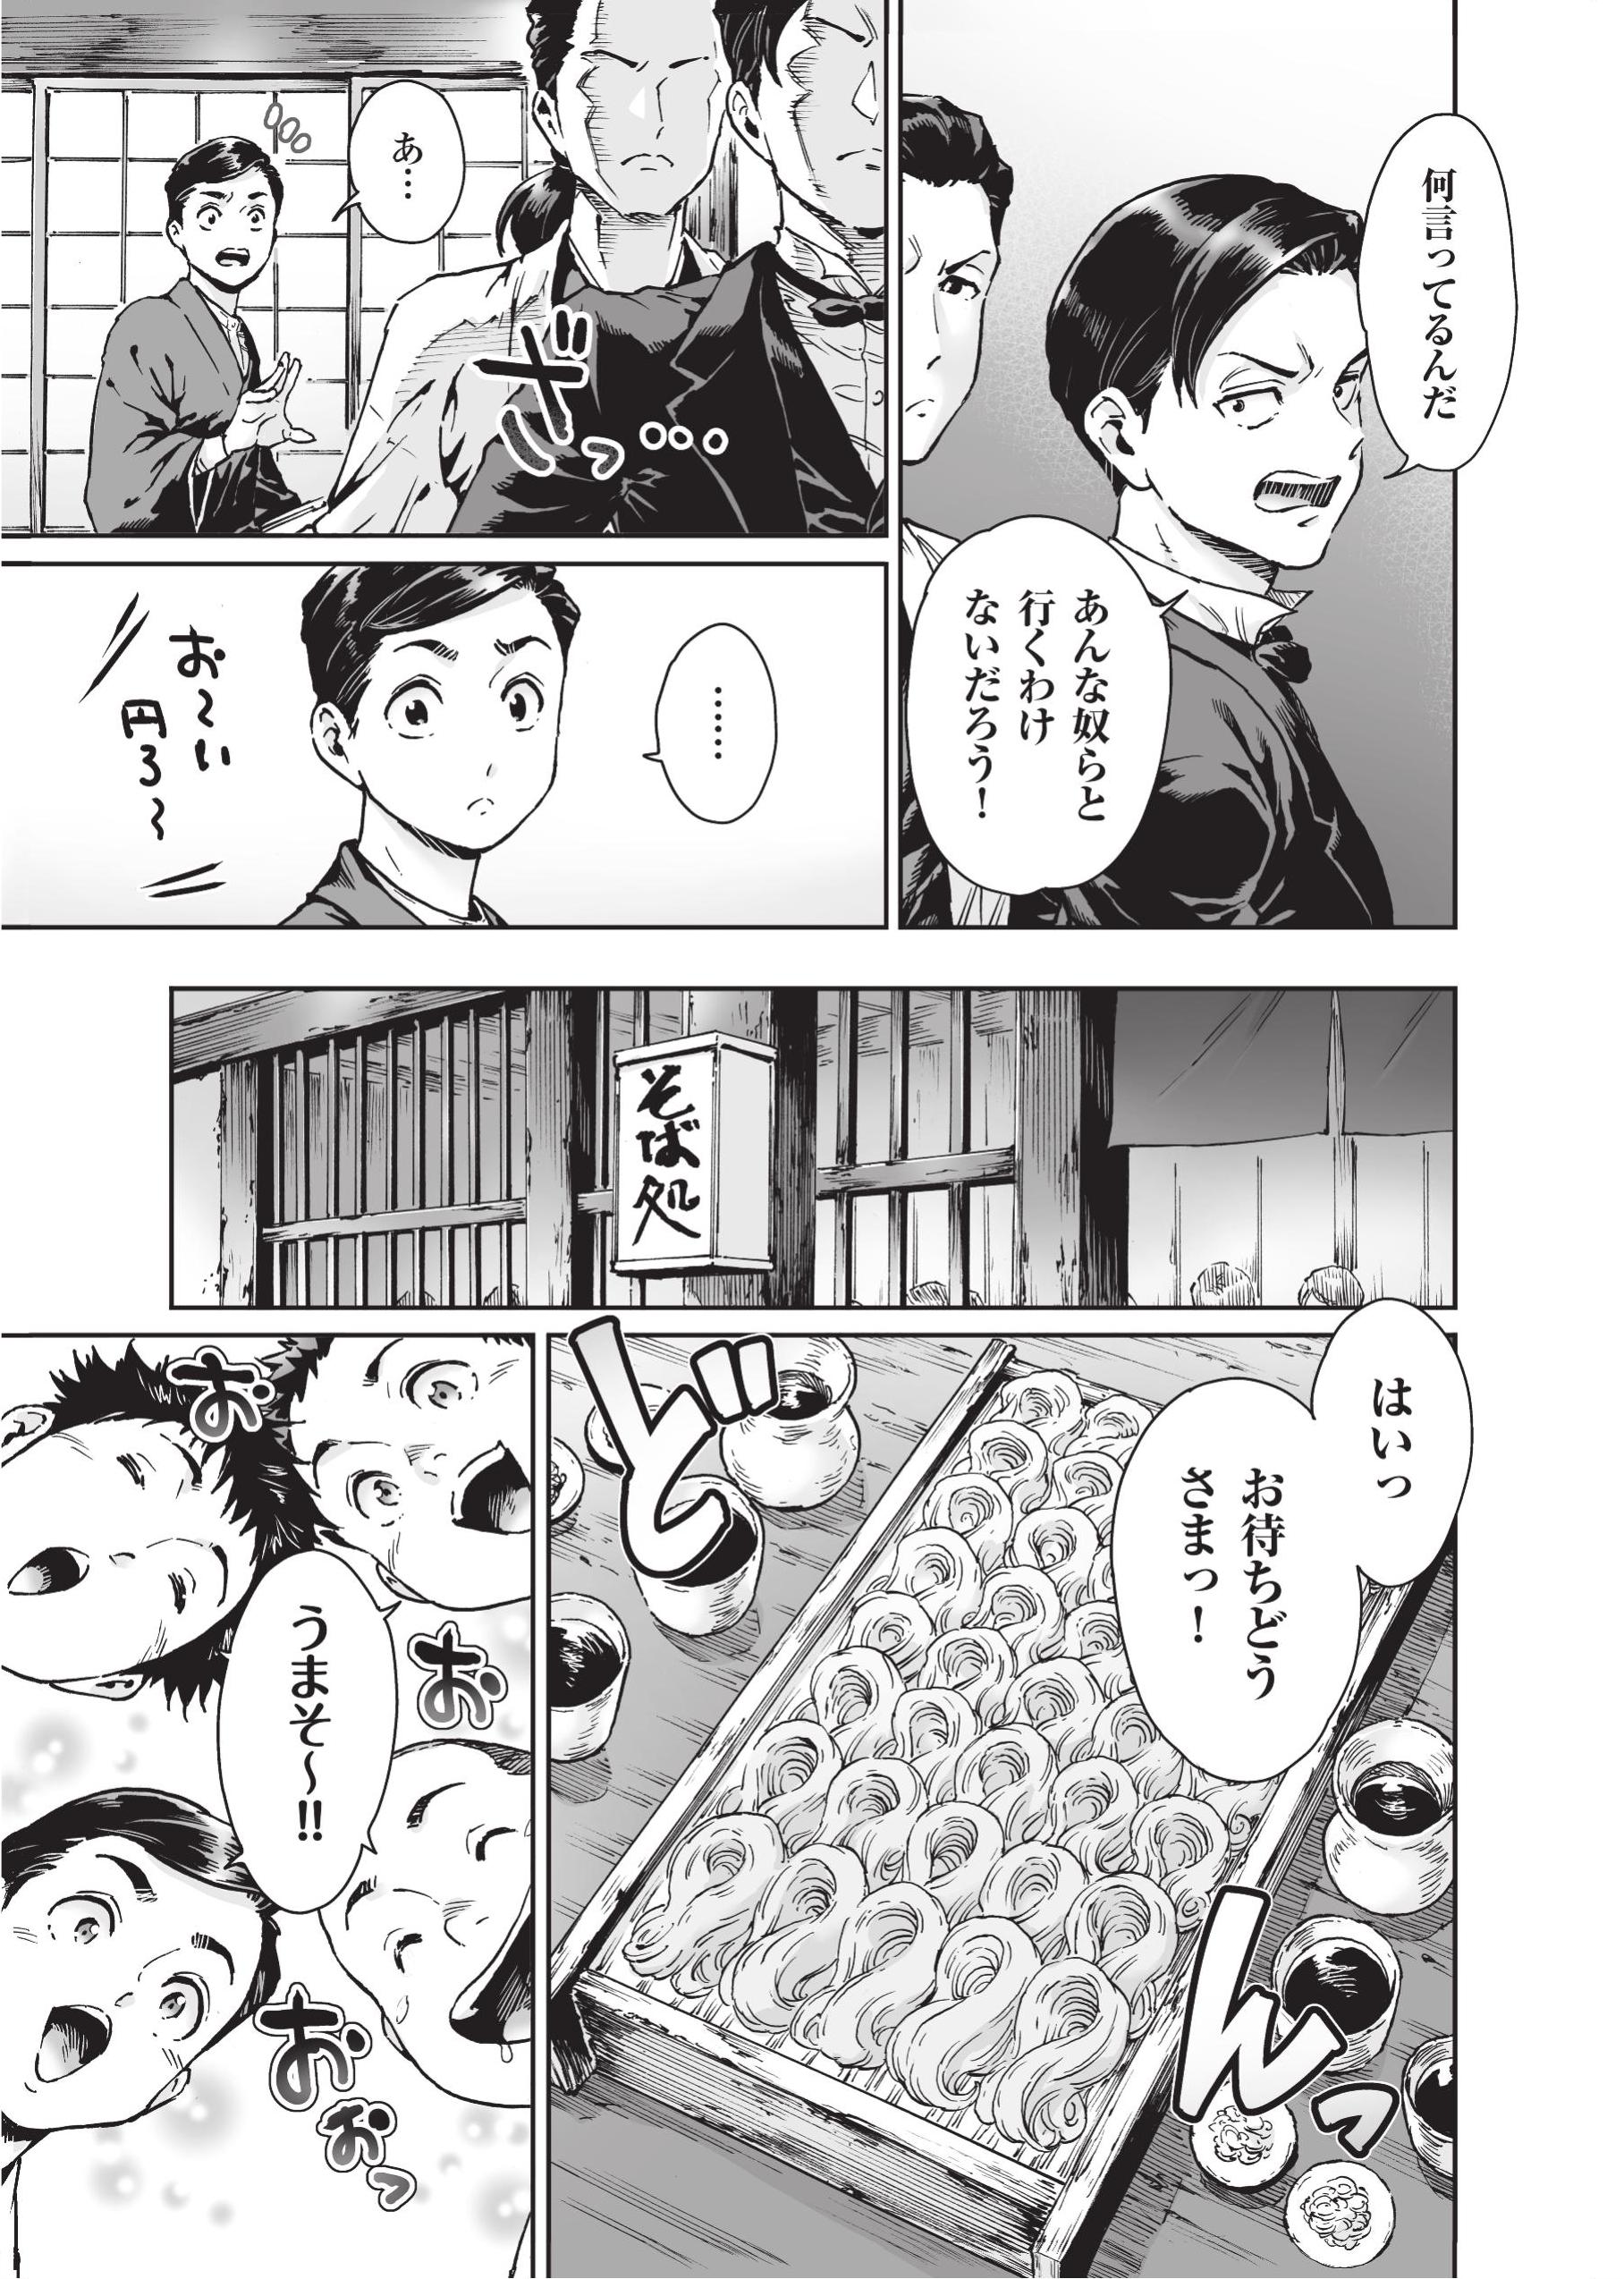 何言ってるんだ
あんな奴らと
行くわけ
ないだろう！
あ…
ざっ…
……
お〜い
円ろ〜
そば処
はいっ
お待ちどう
さまっ！
どんっ
お
うまそ〜!!
お
おおっ